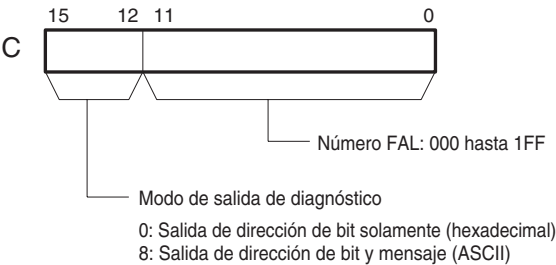 15 12 11 0
C
Número FAL: 000 hasta 1FF
Modo de salida de diagnóstico
0: Salida de dirección de bit solamente (hexadecimal)
8: Salida de dirección de bit y mensaje (ASCII)